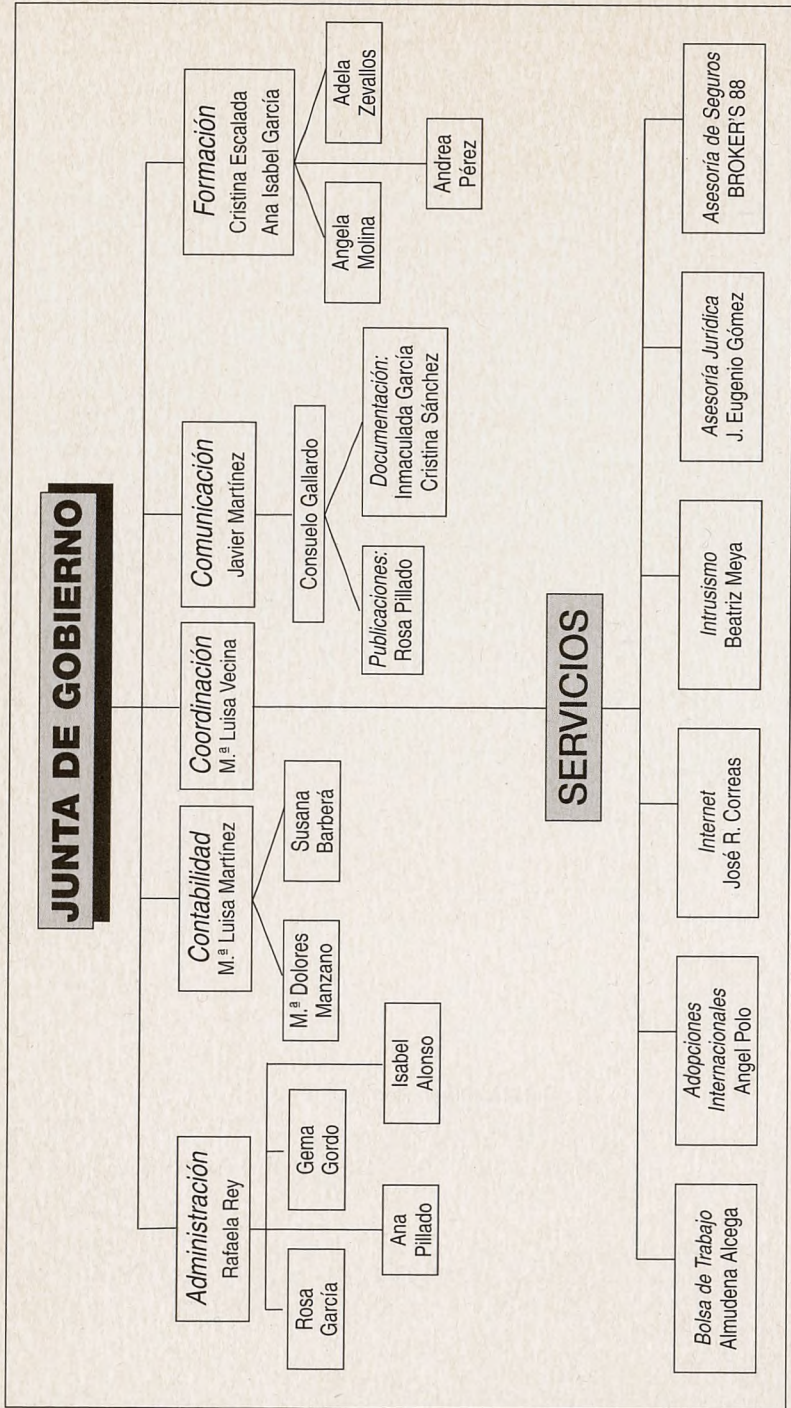 JUNTA DE GOBIERNO
Administración
Rafaela Rey
Rosa
García
Ana
Pillado
Gema
Gordo
Isabel
Alonso
Contabilidad
M.ª Luisa Martínez
M.ª Dolores
Manzano
Susana
Barberá
Coordinación
M.ª Luisa Vecina
Comunicación
Javier Martínez
Consuelo Gallardo
Publicaciones:
Rosa Pillado
Documentación:
Inmaculada García
Cristina Sánchez
Formación
Cristina Escalada
Ana Isabel García
Angela
Molina
Andrea
Pérez
Adela
Zevallos
SERVICIOS
Bolsa de Trabajo
Almudena Alcega
Adopciones
Internacionales
Angel Polo
Internet
José R. Correas
Intrusismo
Beatriz Meya
Asesoría Jurídica
J. Eugenio Gómez
Asesoría de Seguros
BROKER'S 88